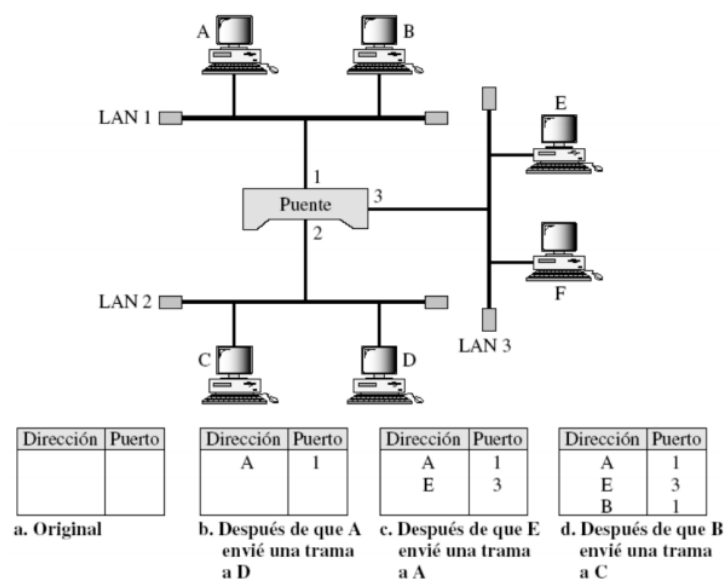 A
B
LAN 1
E
1
3
Puente
2
F
LAN 2
LAN 3
C
D
Dirección Puerto
a. Original
Dirección Puerto
A 1
b. Después de que A
envié una trama
a D
Dirección Puerto
A 1
E 3
c. Después de que E
envié una trama
a A
Dirección Puerto
A 1
E 3
B 1
d. Después de que B
envié una trama
a C